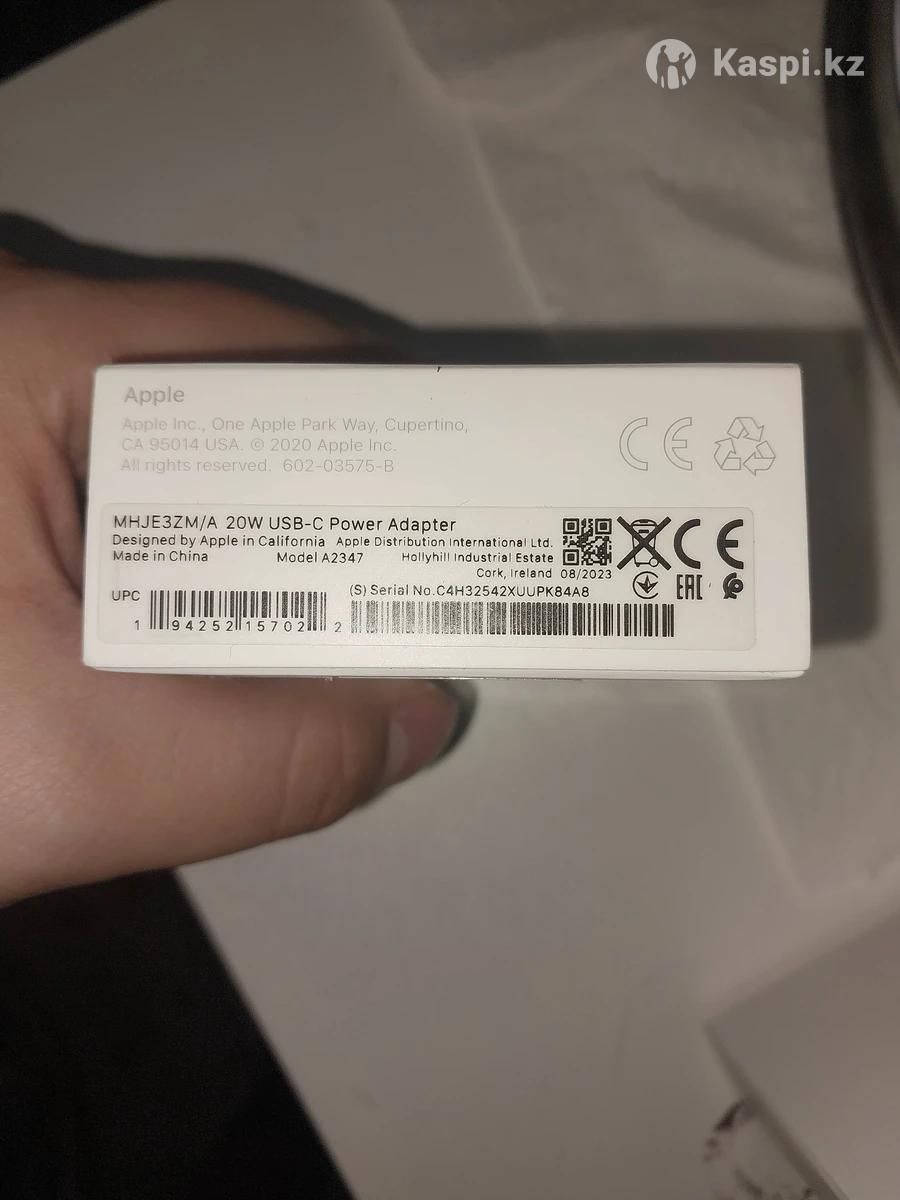 Kaspi.kz
Apple
Apple Inc., One Apple Park Way, Cupertino,
CA 95014 USA. © 2020 Apple Inc.
All rights reserved. 602-03575-B
CE
MHJE3ZM/A 20W USB-C Power Adapter
Designed by Apple in California Apple Distribution International Ltd.
Made in China Model A2347 Hollyhill Industrial Estate
Cork, Ireland 08/2023
CE
EAC
(S) Serial No.C4H32542XUUPK84A8
UPC
1 94252 15702 2